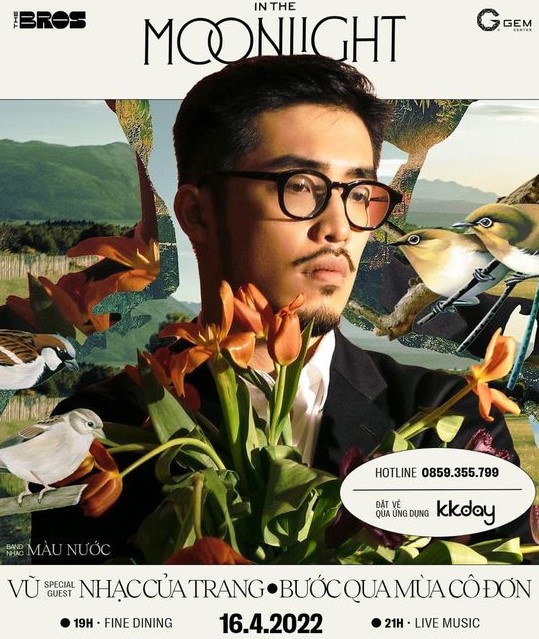 THE BROS
IN THE
GEM
CENTER
MOONLIGHT
HOTLINE 0859.355.799
ĐẶT VÉ
QUA ỨNG DỤNG kkday
BAND NHẠC MÀU NƯỚC
VŨ SPECIAL GUEST NHẠC CỦA TRANG • BƯỚC QUA MÙA CÔ ĐƠN
● 19H · FINE DINING 16.4.2022 ● 21H · LIVE MUSIC